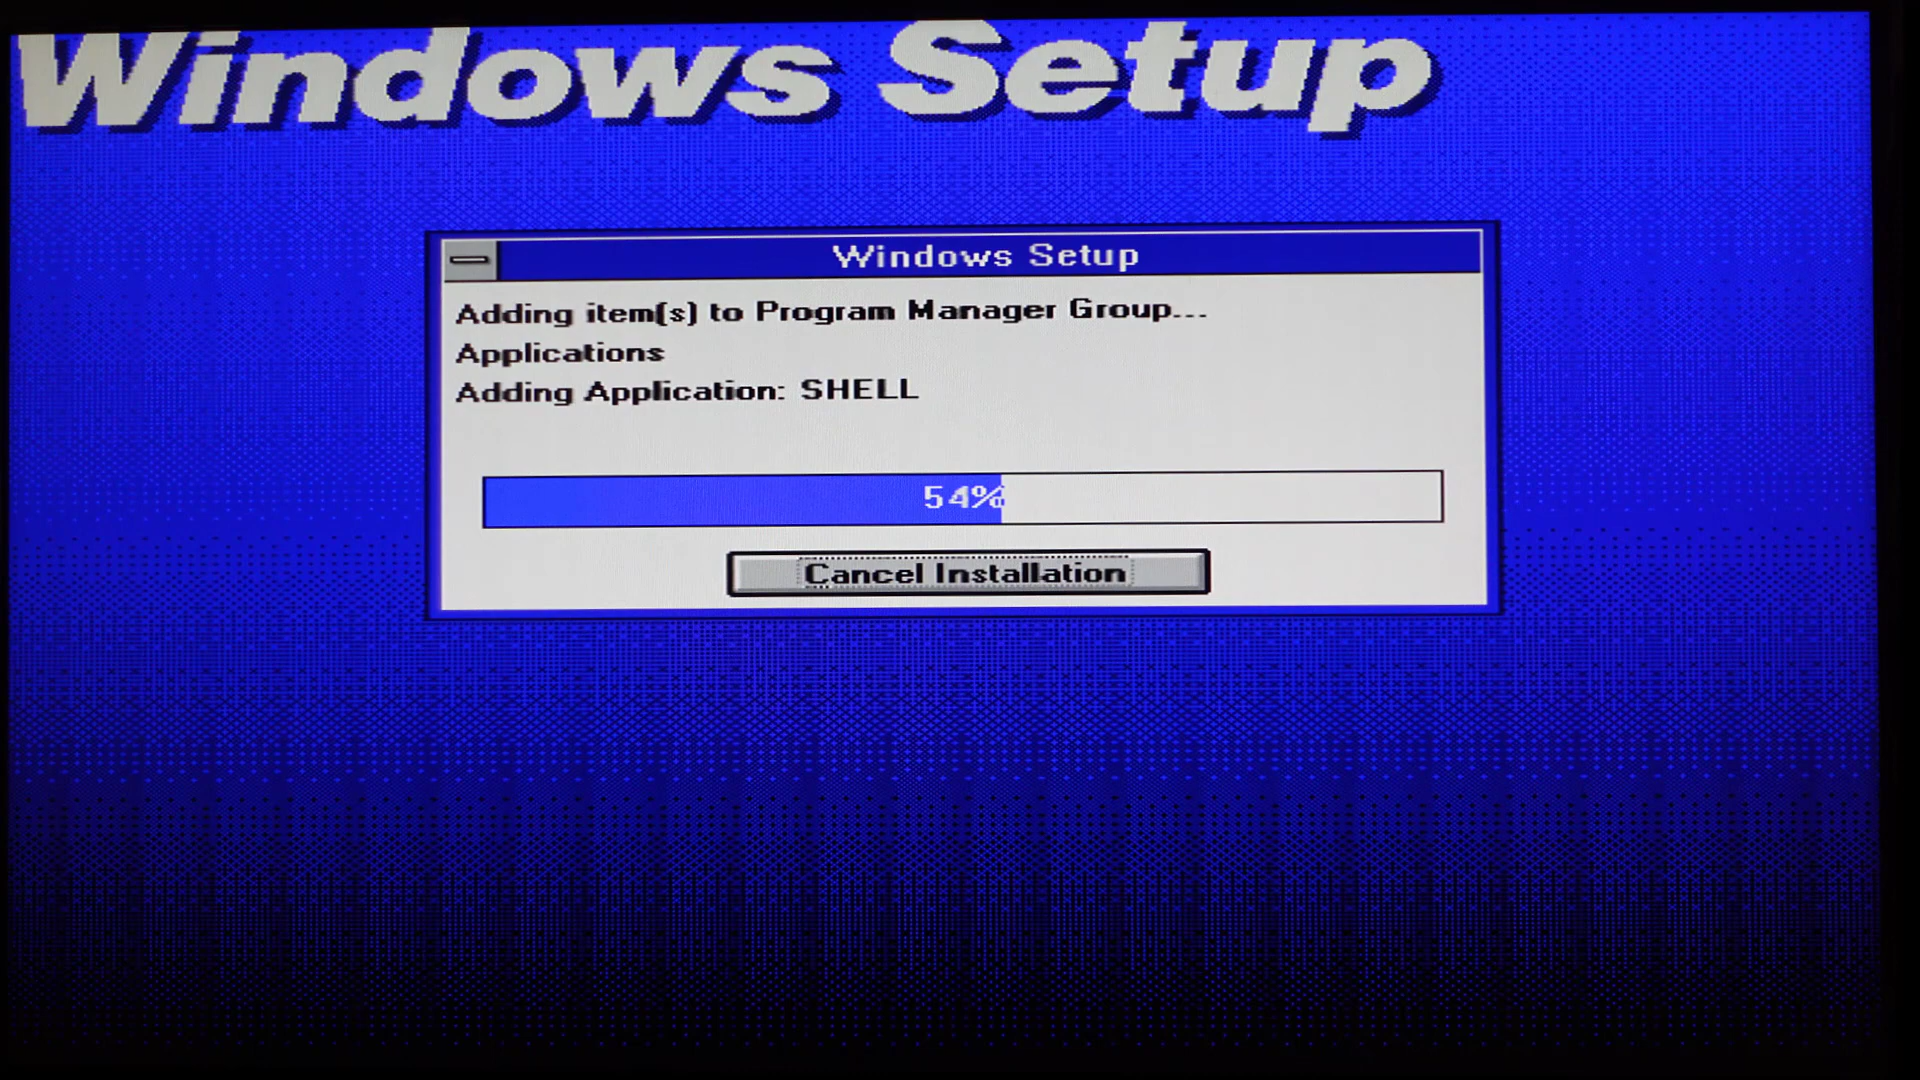 Windows Setup
Windows Setup
Adding item(s) to Program Manager Group...
Applications
Adding Application: SHELL
54%
Cancel Installation